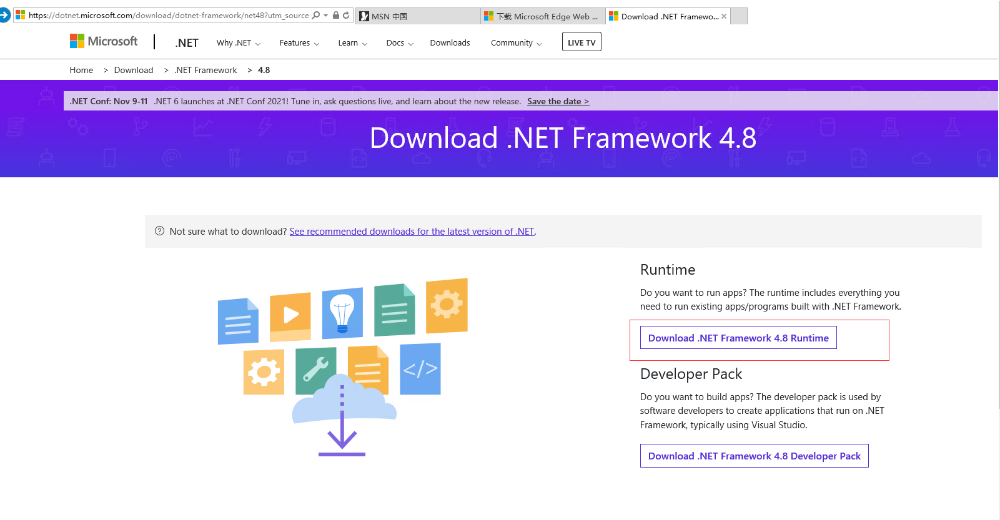 https://dotnet.microsoft.com/download/dotnet-framework/net48?utm_source
MSN 中国
下载 Microsoft Edge Web ...
Download .NET Framewo...
Microsoft
.NET
Why .NET
Features
Learn
Docs
Downloads
Community
LIVE TV
Home > Download > .NET Framework > 4.8
.NET Conf: Nov 9-11 .NET 6 launches at .NET Conf 2021! Tune in, ask questions live, and learn about the new release. Save the date >
Download .NET Framework 4.8
Not sure what to download? See recommended downloads for the latest version of .NET.
Runtime
Do you want to run apps? The runtime includes everything you
need to run existing apps/programs built with .NET Framework.
Download .NET Framework 4.8 Runtime
Developer Pack
Do you want to build apps? The developer pack is used by
software developers to create applications that run on .NET
Framework, typically using Visual Studio.
Download .NET Framework 4.8 Developer Pack